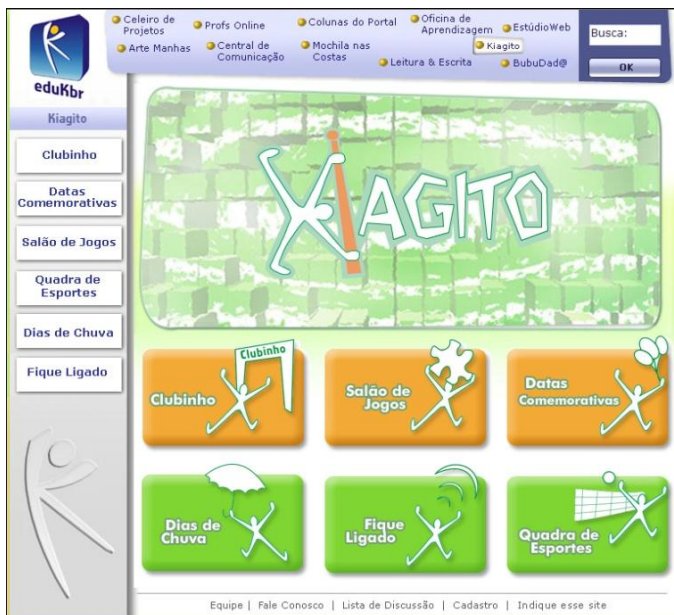 Celeiro de
Projetos
Profs Online
Colunas do Portal
Oficina de
Aprendizagem
EstúdioWeb
Arte Manhas
Central de
Comunicação
Mochila nas
Costas
Kiagito
Leitura & Escrita
BubuDad@
Busca:
OK
eduKbr
Kiagito
Clubinho
Datas
Comemorativas
Salão de Jogos
Quadra de
Esportes
Dias de Chuva
Fique Ligado
KIAGITO
Clubinho
Clubinho
Salão de
Jogos
Datas
Comemorativas
Dias de
Chuva
Fique
Ligado
Quadra de
Esportes
Equipe | Fale Conosco | Lista de Discussão | Cadastro | Indique esse site